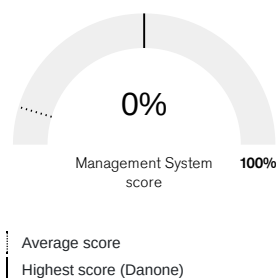 0%
Management System
score
100%
Average score
Highest score (Danone)